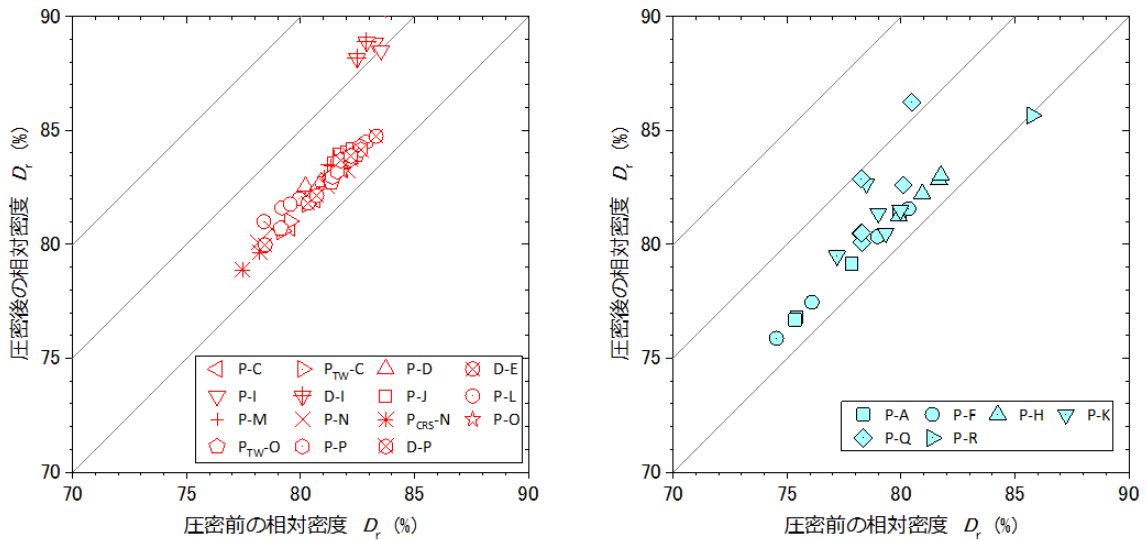 90
85
80
75
70
圧密後の相対密度 Dr (%)
P-C PTW-C P-D D-E
P-I D-I P-J P-L
P-M P-N PCRS-N P-O
PTW-O P-P D-P
70 75 80 85 90
圧密前の相対密度 Dr (%)
90
85
80
75
70
圧密後の相対密度 Dr (%)
P-A P-F P-H P-K
P-Q P-R
70 75 80 85 90
圧密前の相対密度 Dr (%)